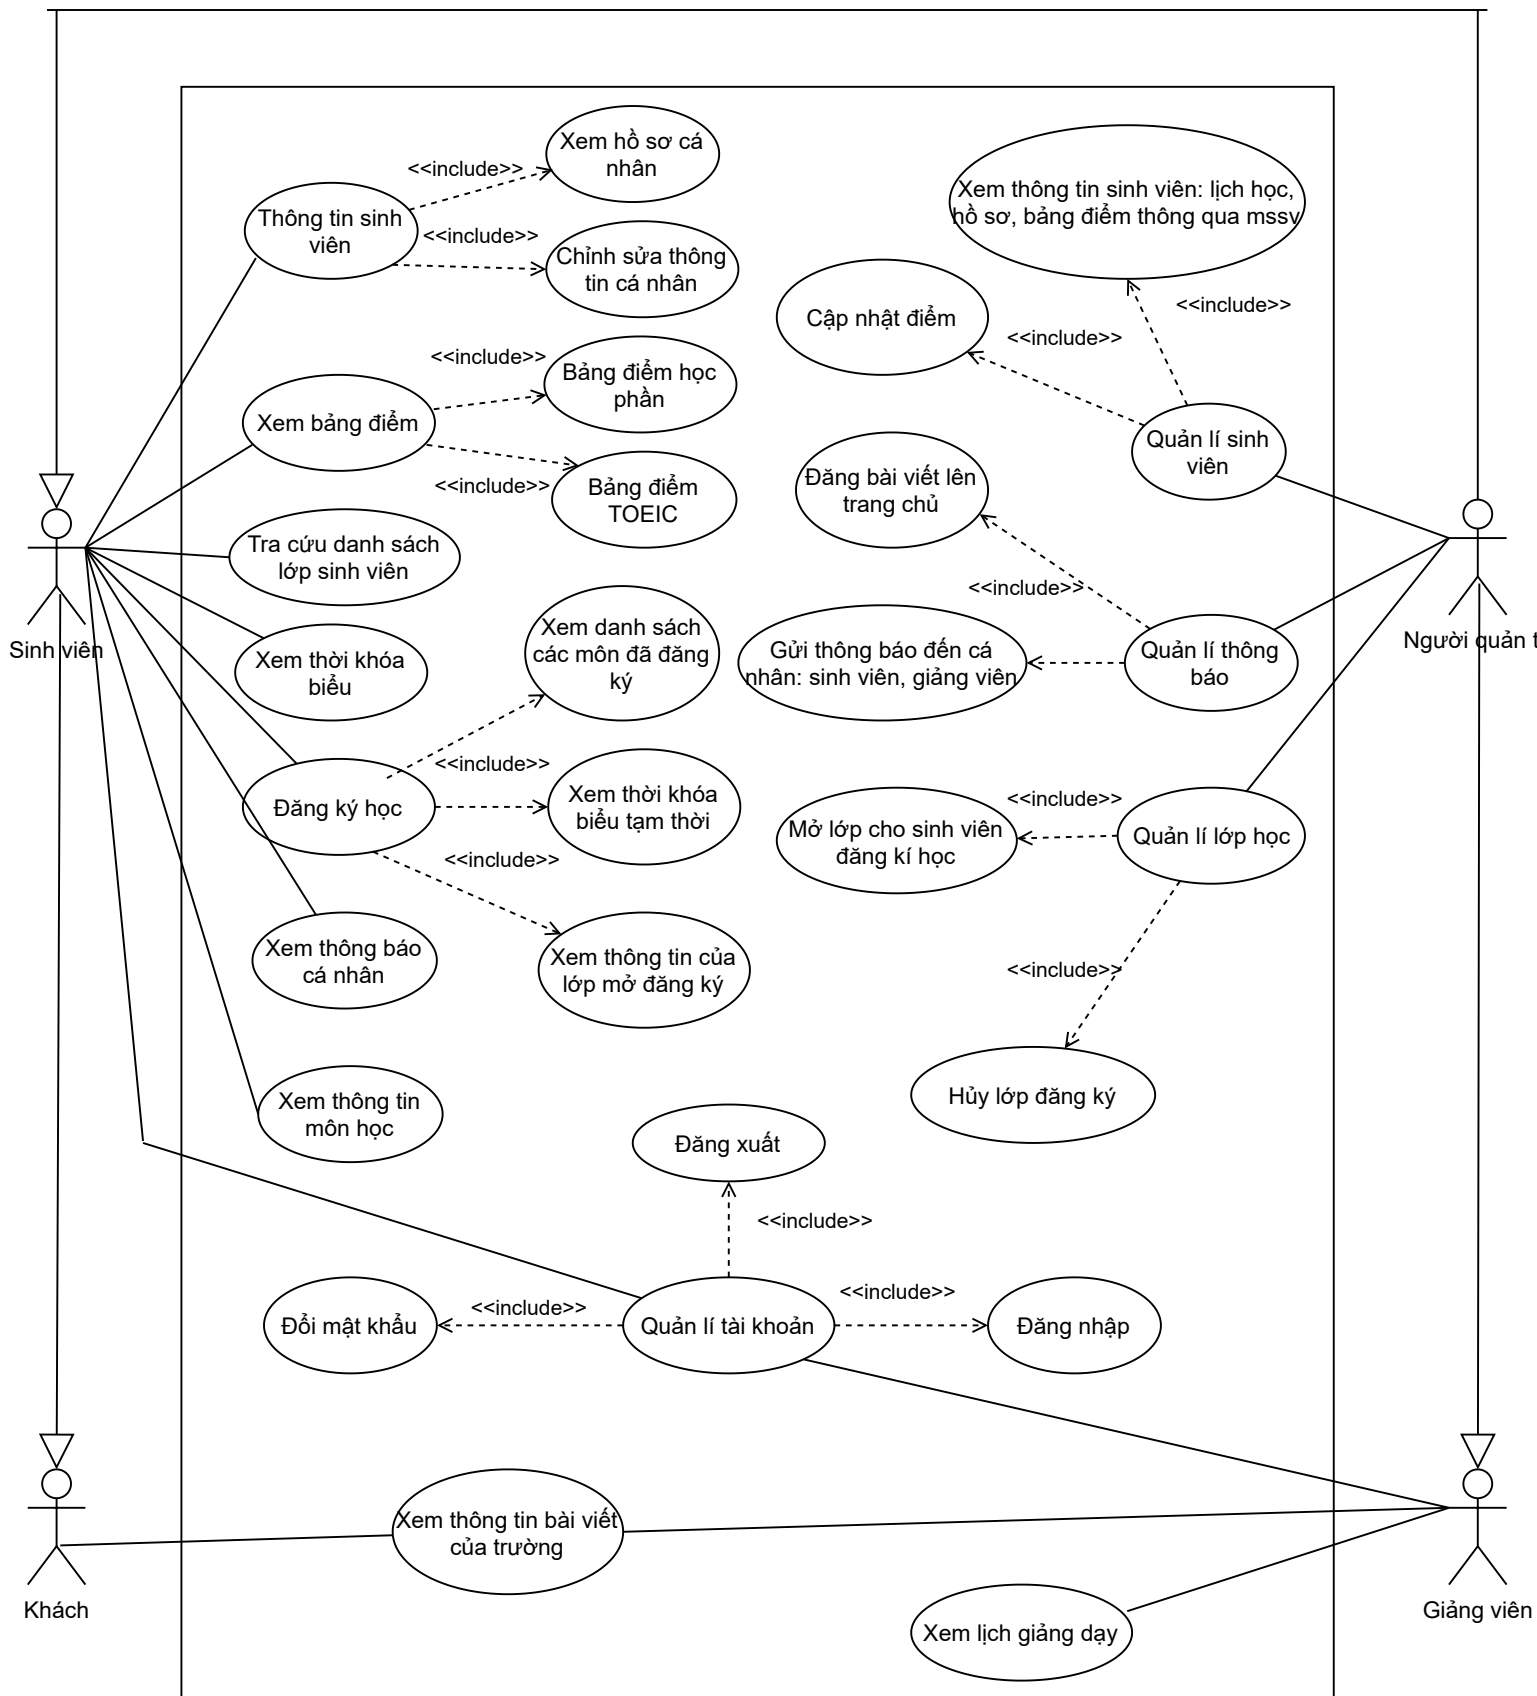 Xem hồ sơ cá
nhân
<<include>>
Thông tin sinh
viên
<<include>>
Chỉnh sửa thông
tin cá nhân
Xem thông tin sinh viên: lịch học,
hồ sơ, bảng điểm thông qua mssv
<<include>>
Cập nhật điểm
<<include>>
<<include>>
Bảng điểm học
phần
Xem bảng điểm
<<include>>
Bảng điểm
TOEIC
Quản lí sinh
viên
Đăng bài viết lên
trang chủ
Tra cứu danh sách
lớp sinh viên
<<include>>
Sinh viên
Người quản t
Xem thời khóa
biểu
Xem danh sách
các môn đã đăng
ký
Gửi thông báo đến cá
nhân: sinh viên, giảng viên
Quản lí thông
báo
<<include>>
Đăng ký học
Xem thời khóa
biểu tạm thời
<<include>>
Mở lớp cho sinh viên
đăng kí học
<<include>>
Quản lí lớp học
Xem thông báo
cá nhân
Xem thông tin của
lớp mở đăng ký
<<include>>
Hủy lớp đăng ký
Xem thông tin
môn học
Đăng xuất
<<include>>
Đổi mật khẩu
<<include>>
Quản lí tài khoản
<<include>>
Đăng nhập
Xem thông tin bài viết
của trường
Khách
Giảng viên
Xem lịch giảng dạy